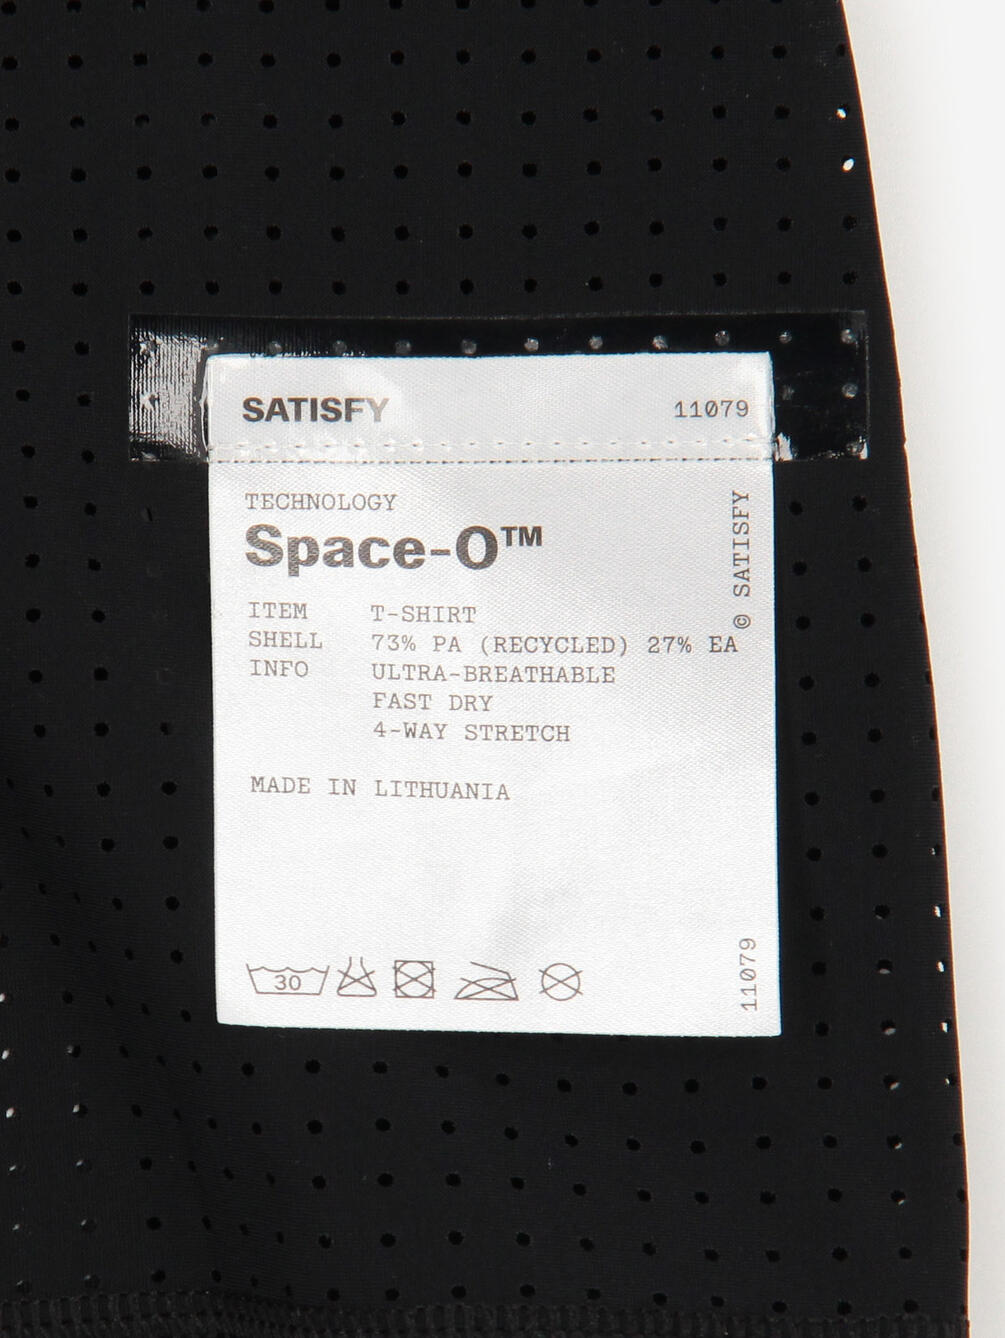 SATISFY 11079
TECHNOLOGY
Space-O™
© SATISFY
ITEM T-SHIRT
SHELL 73% PA (RECYCLED) 27% EA
INFO ULTRA-BREATHABLE
FAST DRY
4-WAY STRETCH
MADE IN LITHUANIA
30
11079